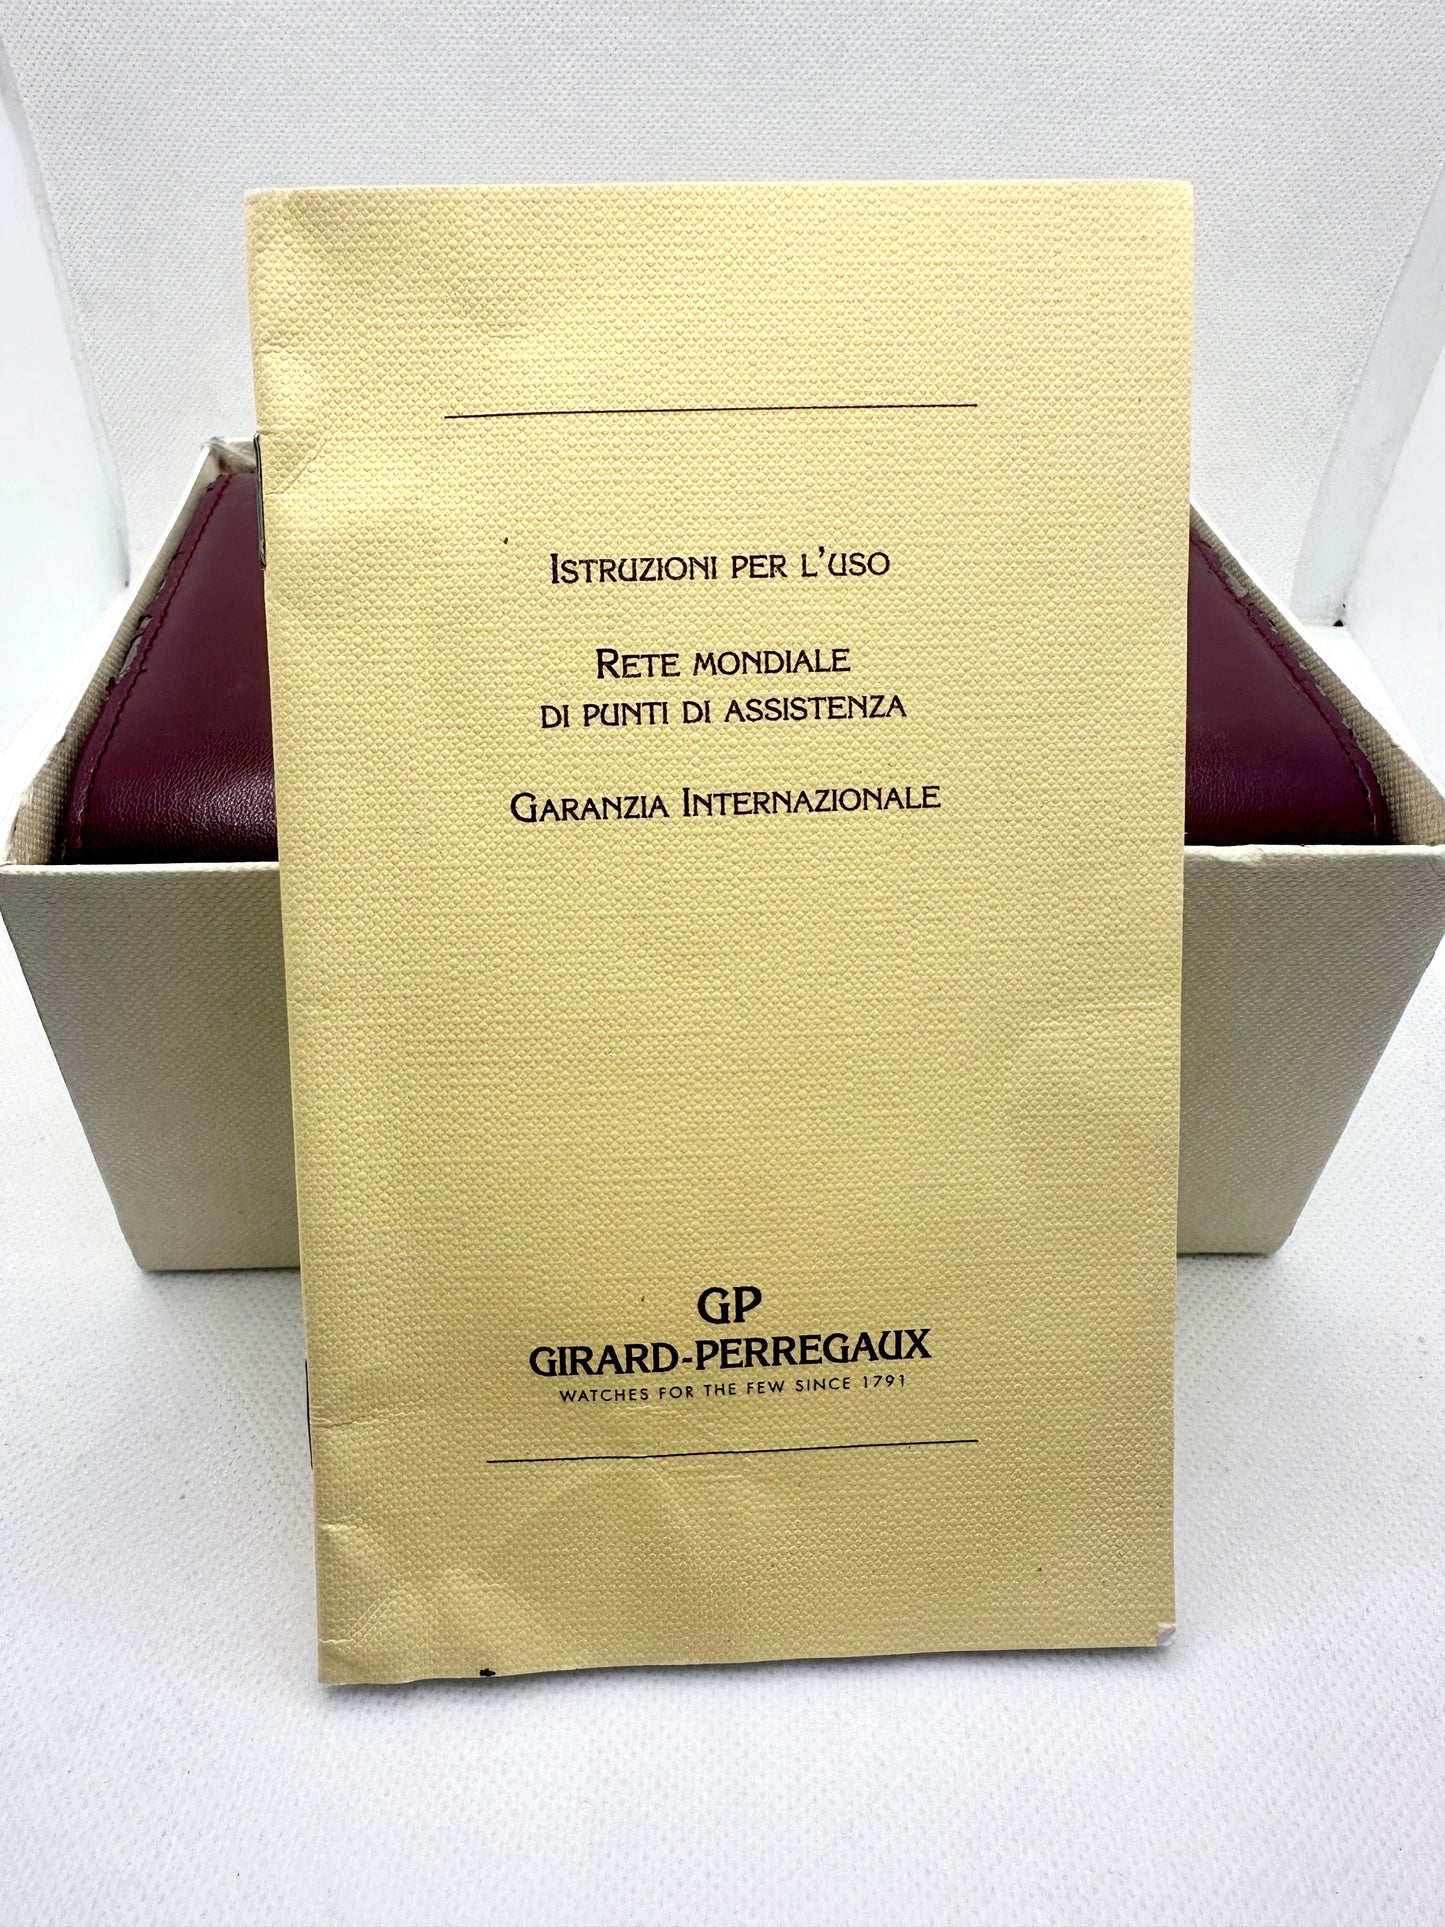 Istruzioni per l'uso
Rete mondiale
di punti di assistenza
Garanzia Internazionale
GP
GIRARD-PERREGAUX
WATCHES FOR THE FEW SINCE 1791